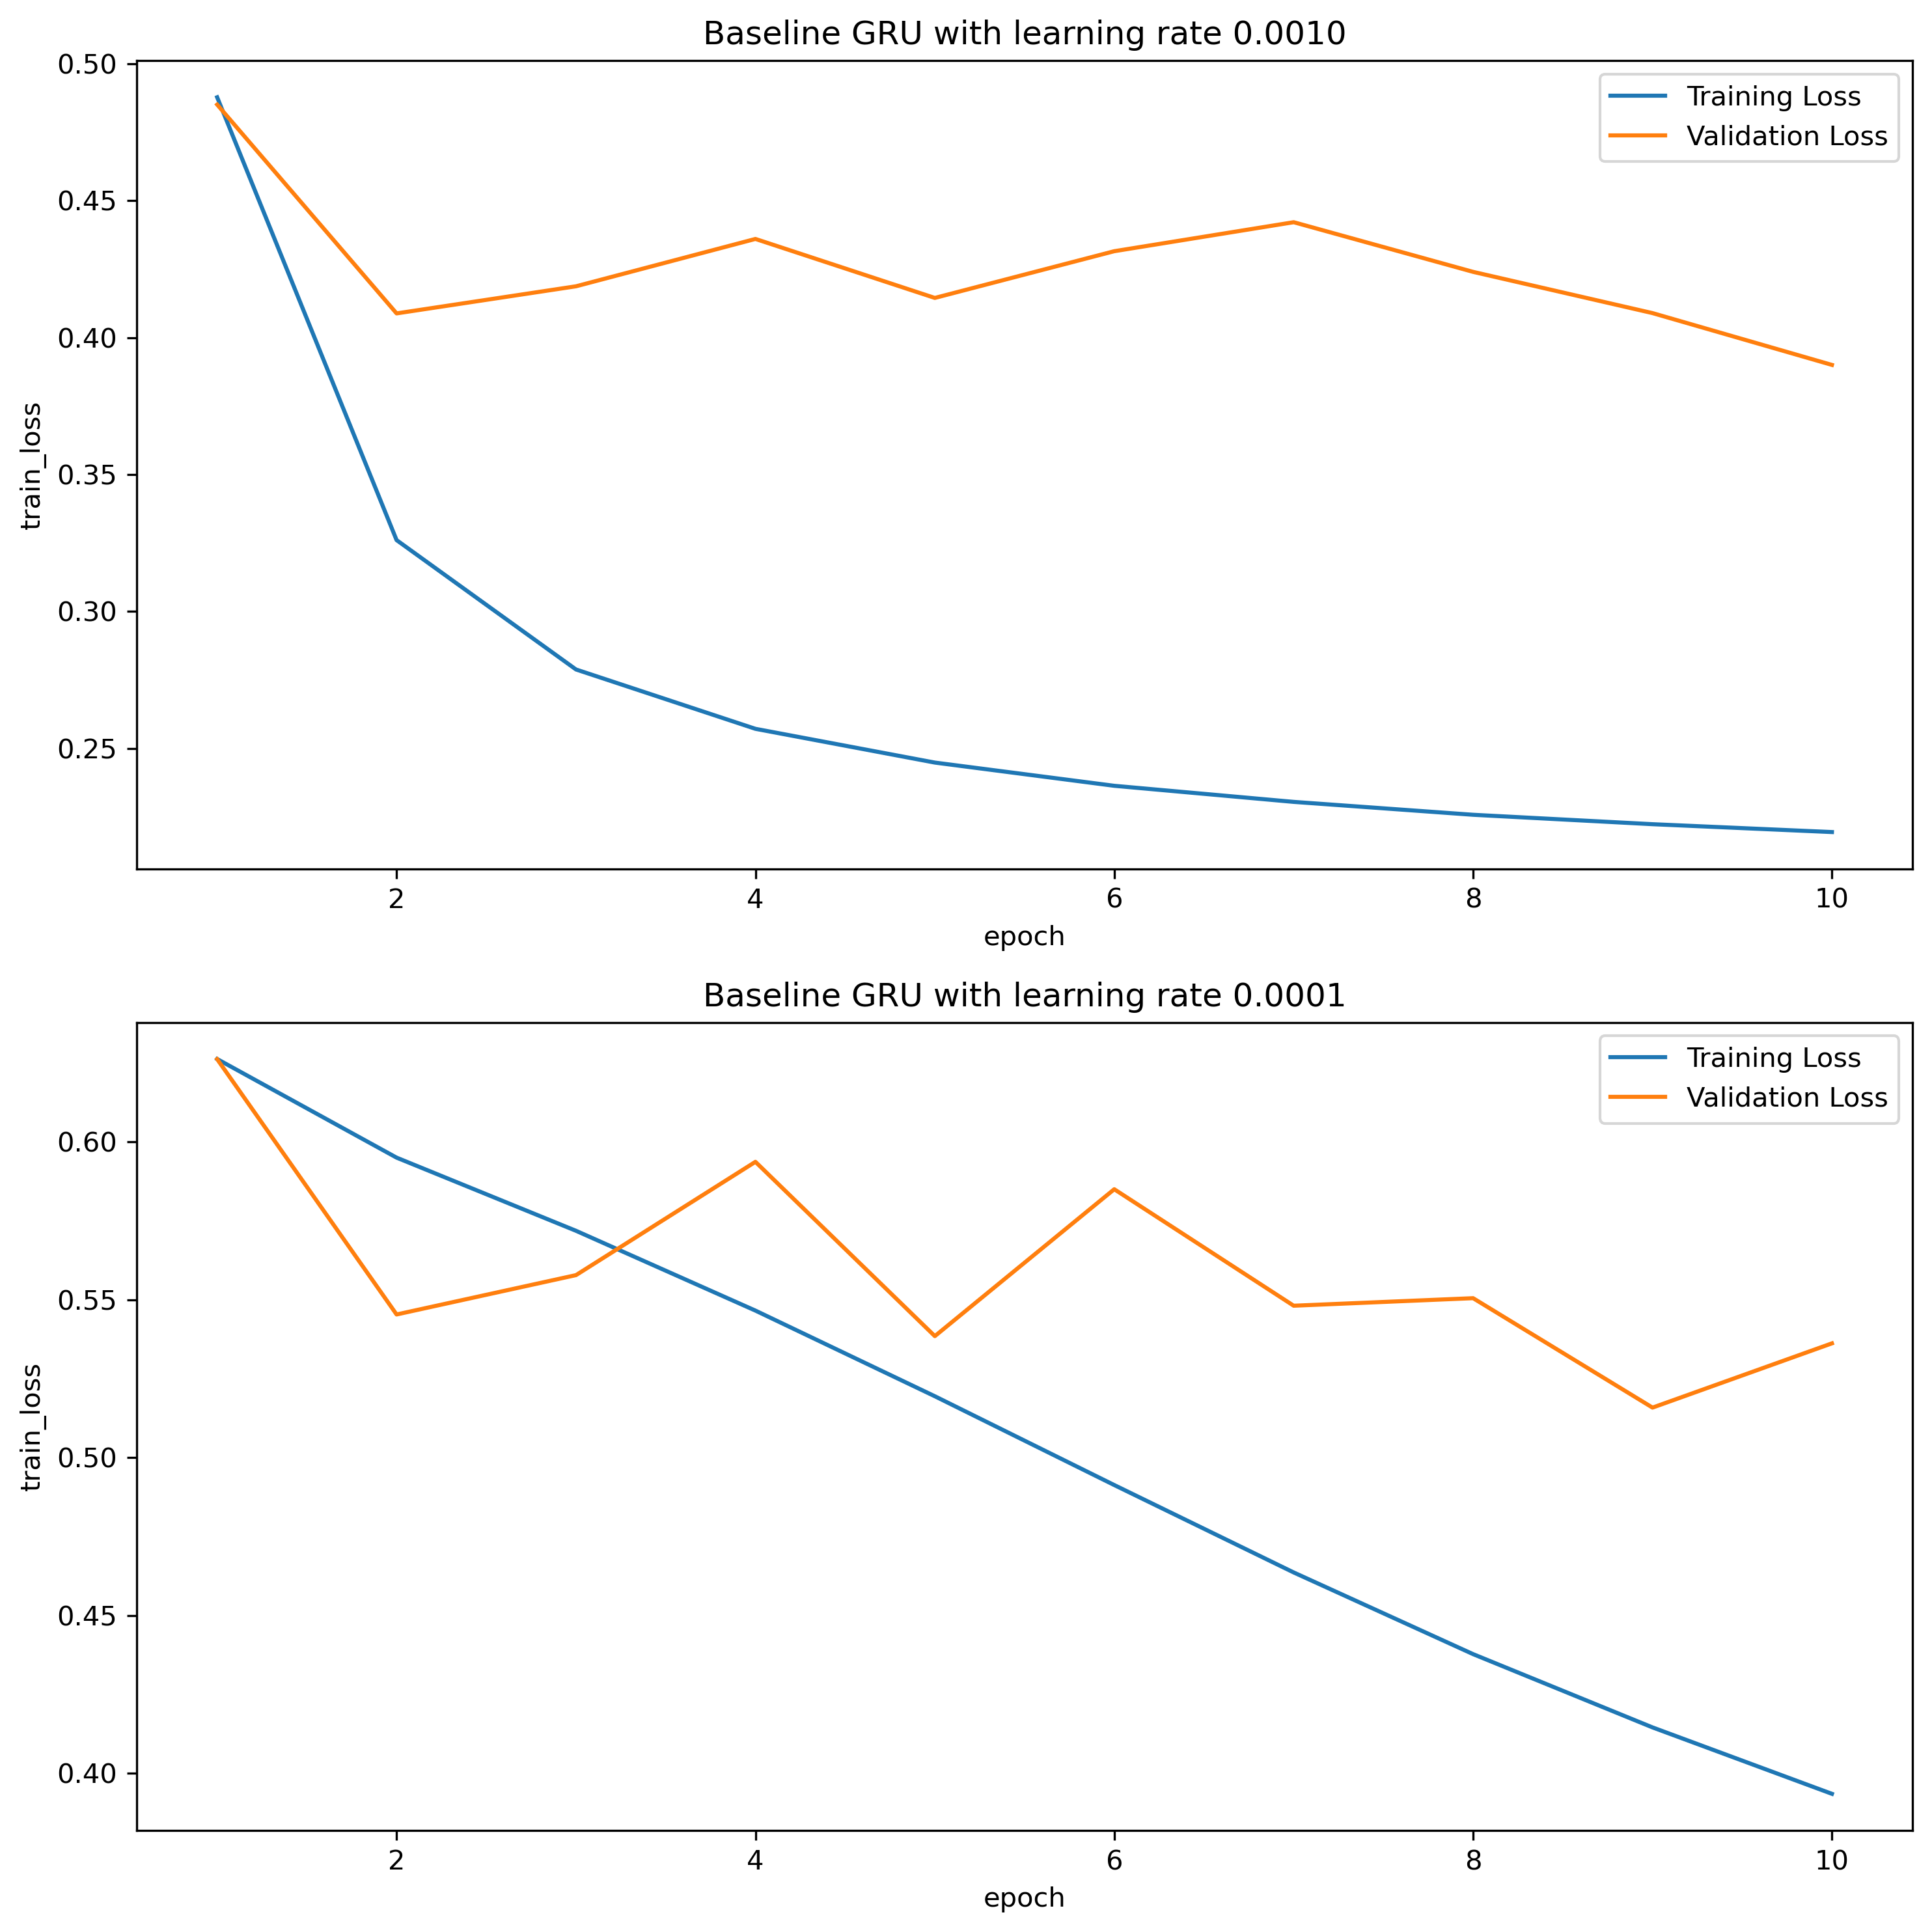 Baseline GRU with learning rate 0.0010
0.50
0.45
0.40
0.35
0.30
0.25
train_loss
Training Loss
Validation Loss
2 4 6 8 10
epoch
Baseline GRU with learning rate 0.0001
0.60
0.55
0.50
0.45
0.40
train_loss
Training Loss
Validation Loss
2 4 6 8 10
epoch